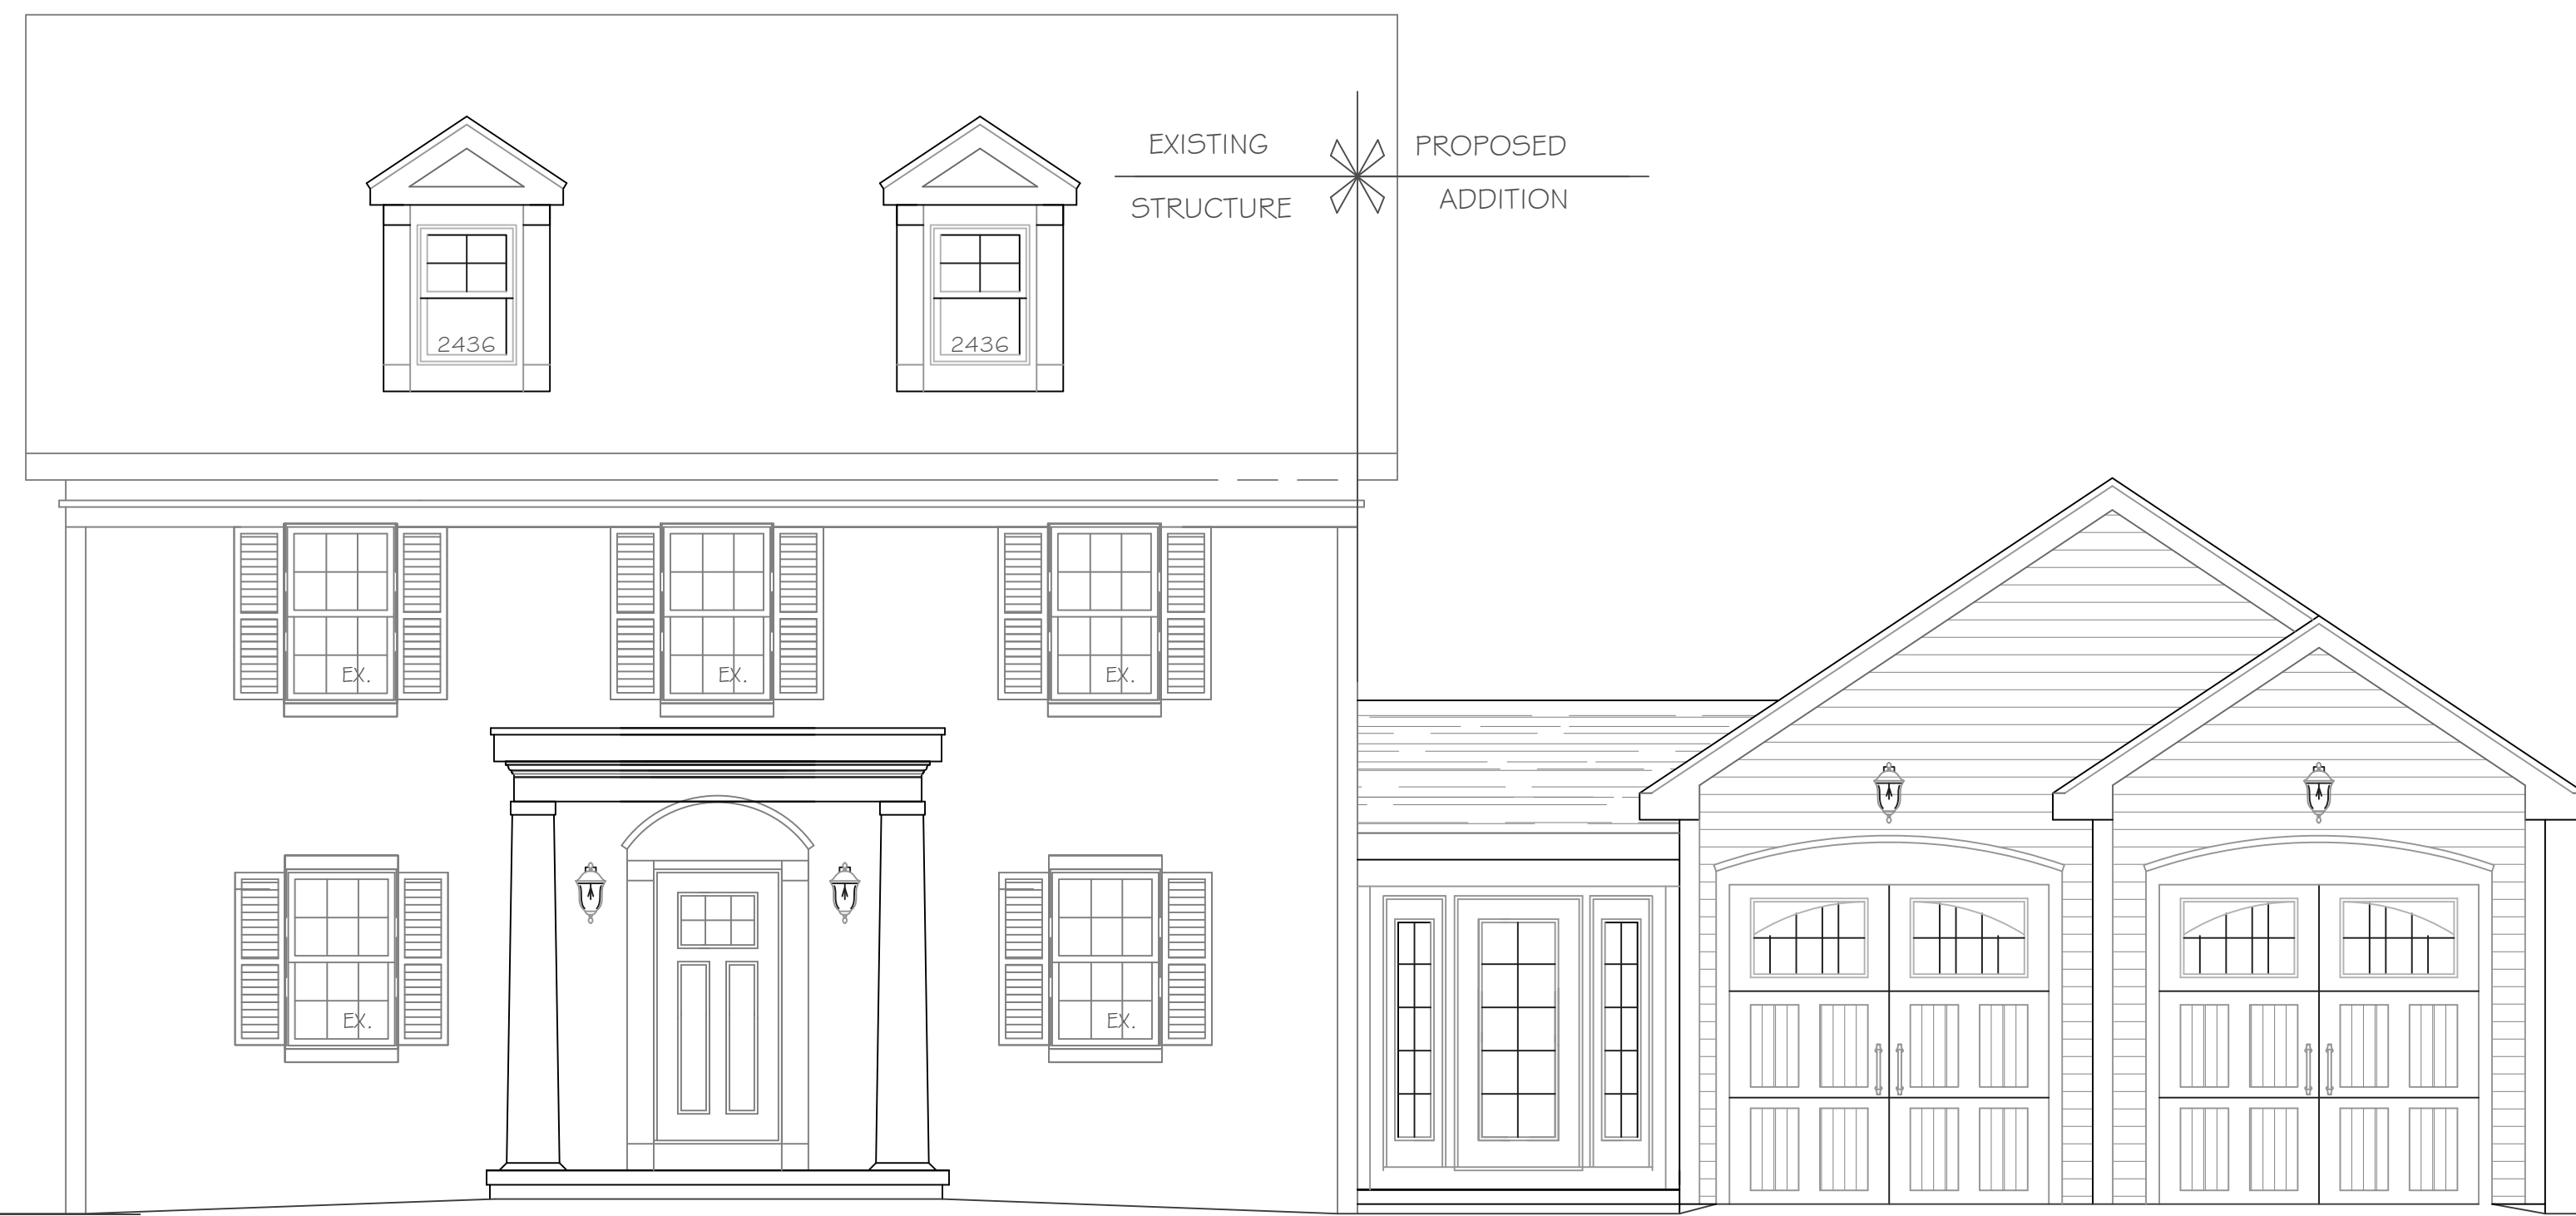 EXISTING
STRUCTURE
PROPOSED
ADDITION
2436
2436
EX.
EX.
EX.
EX.
EX.